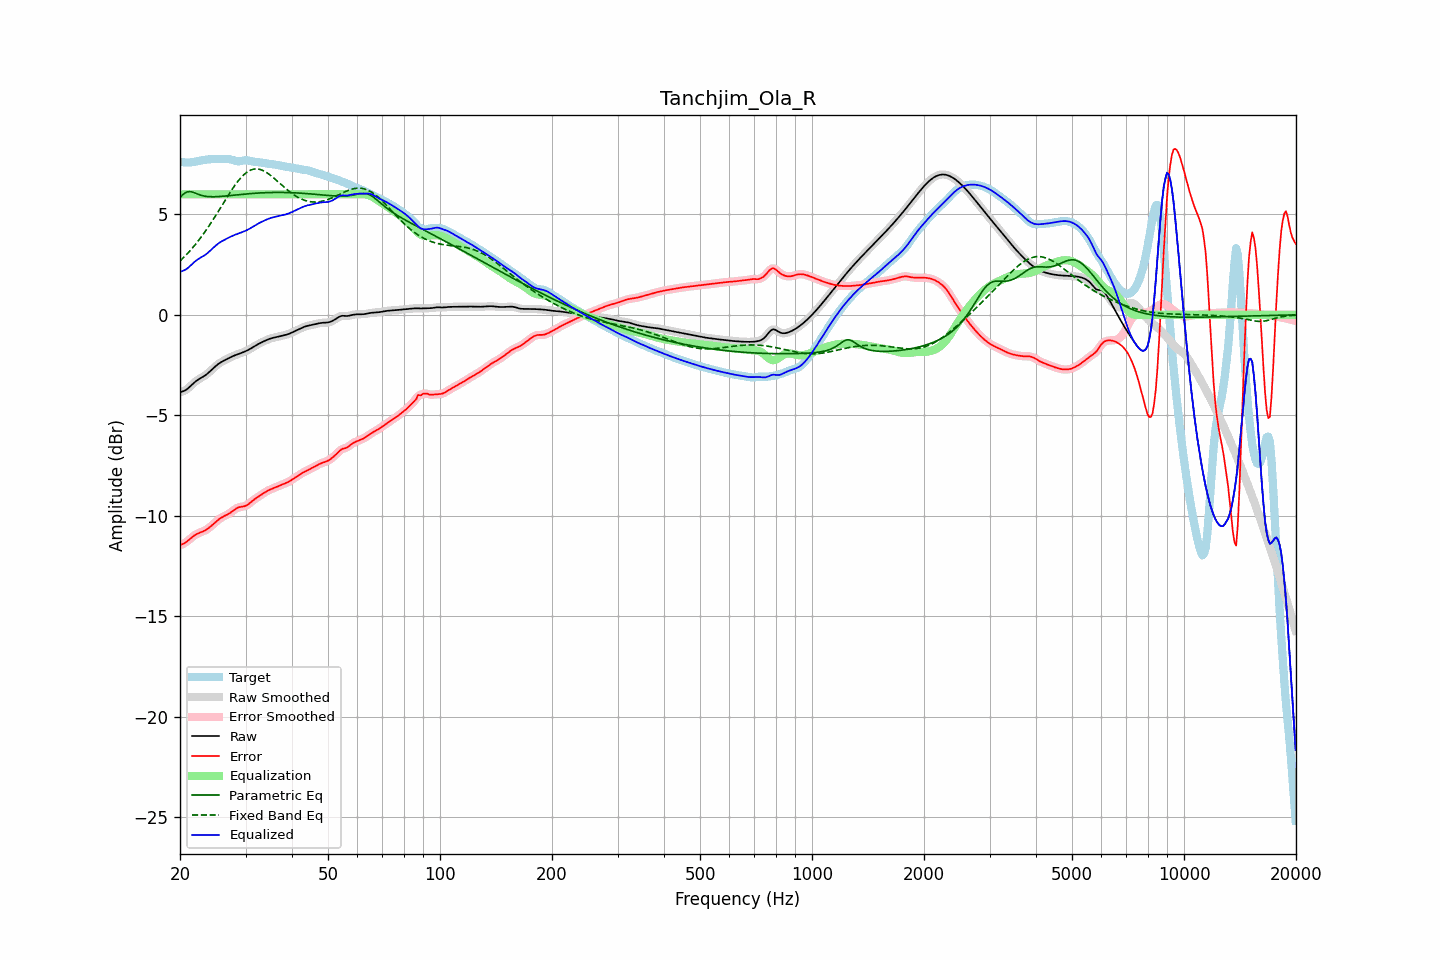 Tanchjim_Ola_R
Amplitude (dBr)
5
0
−5
−10
−15
−20
−25
Target
Raw Smoothed
Error Smoothed
Raw
Error
Equalization
Parametric Eq
Fixed Band Eq
Equalized
20
50
100
200
500
1000
2000
5000
10000
20000
Frequency (Hz)